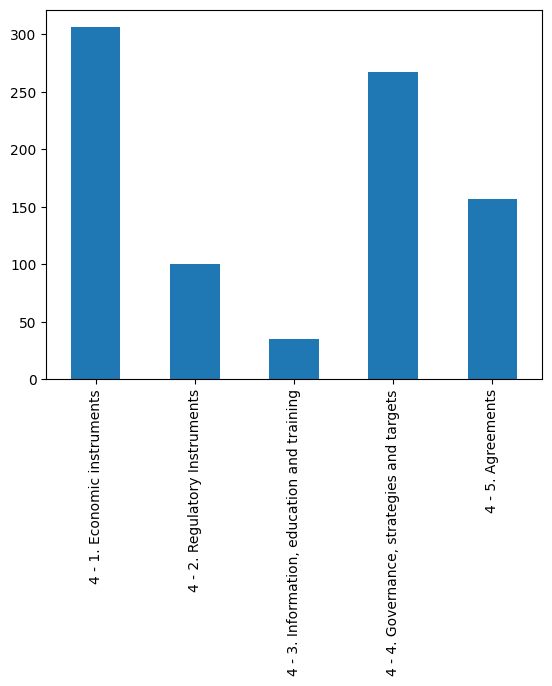 300
250
200
150
100
50
0
4 - 1. Economic instruments
4 - 2. Regulatory Instruments
4 - 3. Information, education and training
4 - 4. Governance, strategies and targets
4 - 5. Agreements